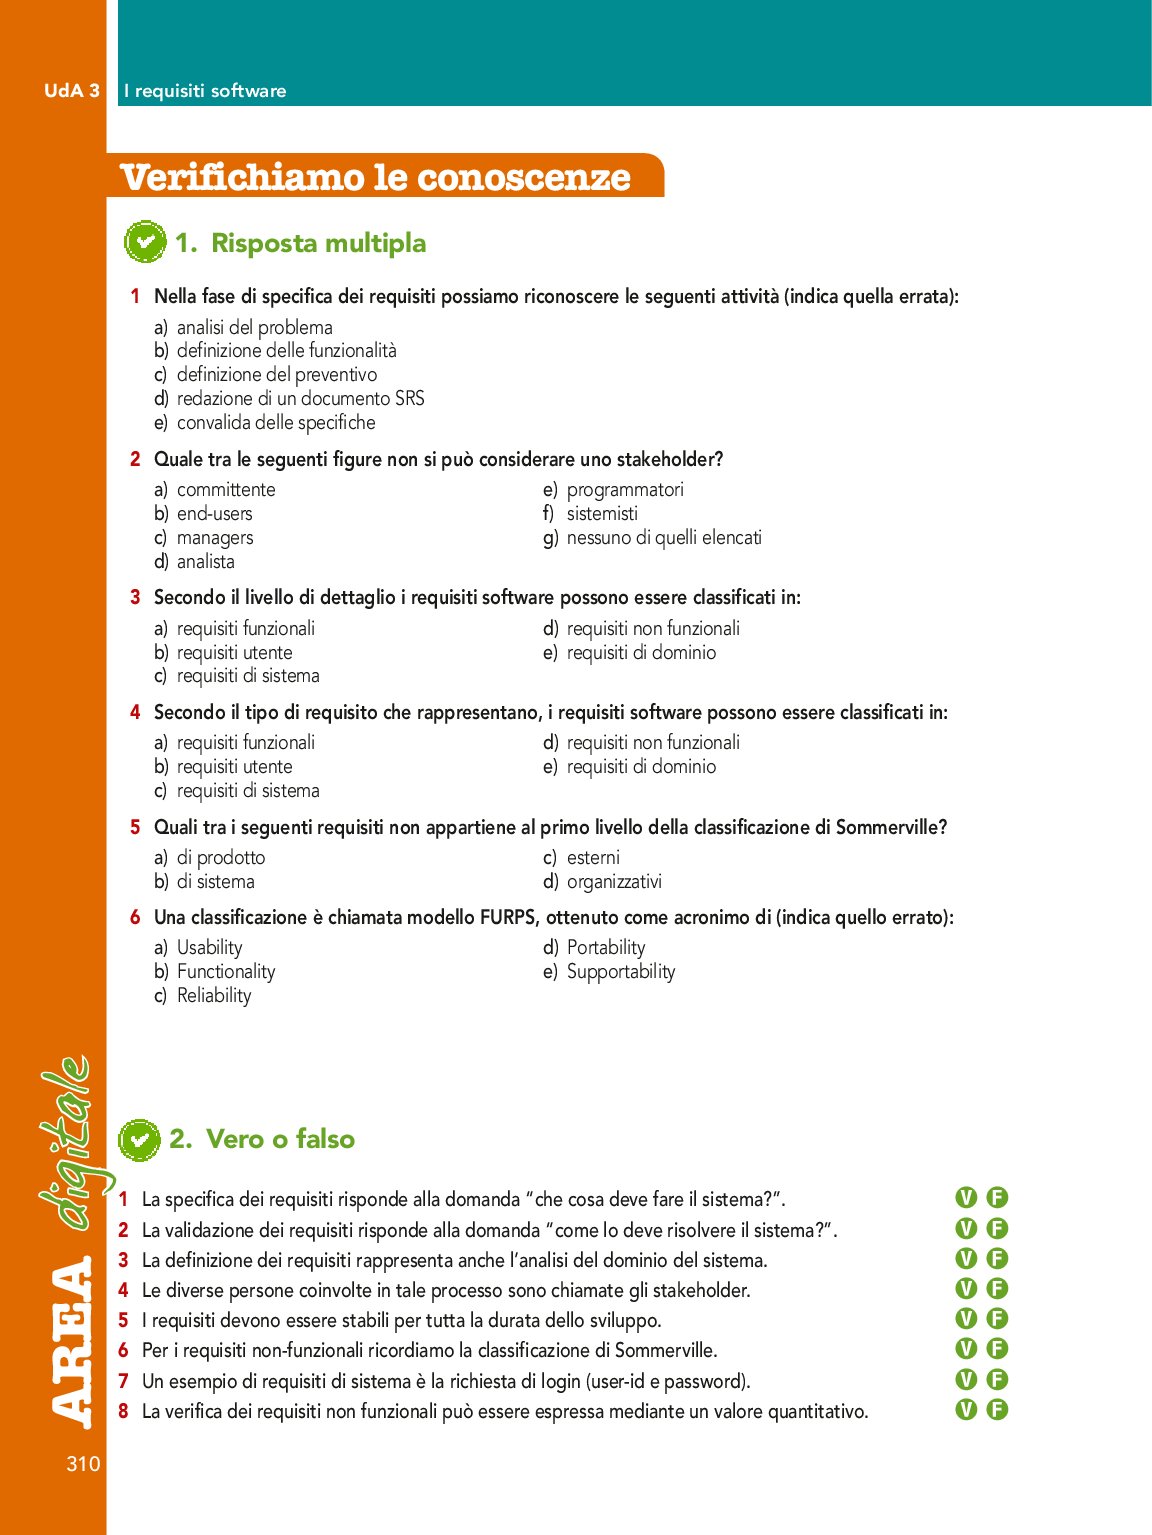 UdA 3 I requisiti software
Verifichiamo le conoscenze
1. Risposta multipla
1 Nella fase di specifica dei requisiti possiamo riconoscere le seguenti attività (indica quella errata):
a) analisi del problema
b) definizione delle funzionalità
c) definizione del preventivo
d) redazione di un documento SRS
e) convalida delle specifiche
2 Quale tra le seguenti figure non si può considerare uno stakeholder?
a) committente
b) end-users
c) managers
d) analista
e) programmatori
f) sistemisti
g) nessuno di quelli elencati
3 Secondo il livello di dettaglio i requisiti software possono essere classificati in:
a) requisiti funzionali
b) requisiti utente
c) requisiti di sistema
d) requisiti non funzionali
e) requisiti di dominio
4 Secondo il tipo di requisito che rappresentano, i requisiti software possono essere classificati in:
a) requisiti funzionali
b) requisiti utente
c) requisiti di sistema
d) requisiti non funzionali
e) requisiti di dominio
5 Quali tra i seguenti requisiti non appartiene al primo livello della classificazione di Sommerville?
a) di prodotto
b) di sistema
c) esterni
d) organizzativi
6 Una classificazione è chiamata modello FURPS, ottenuto come acronimo di (indica quello errato):
a) Usability
b) Functionality
c) Reliability
d) Portability
e) Supportability
2. Vero o falso
1 La specifica dei requisiti risponde alla domanda “che cosa deve fare il sistema?”. V F
2 La validazione dei requisiti risponde alla domanda “come lo deve risolvere il sistema?”. V F
3 La definizione dei requisiti rappresenta anche l’analisi del dominio del sistema. V F
4 Le diverse persone coinvolte in tale processo sono chiamate gli stakeholder. V F
5 I requisiti devono essere stabili per tutta la durata dello sviluppo. V F
6 Per i requisiti non-funzionali ricordiamo la classificazione di Sommerville. V F
7 Un esempio di requisiti di sistema è la richiesta di login (user-id e password). V F
8 La verifica dei requisiti non funzionali può essere espressa mediante un valore quantitativo. V F
AREA digitale
310